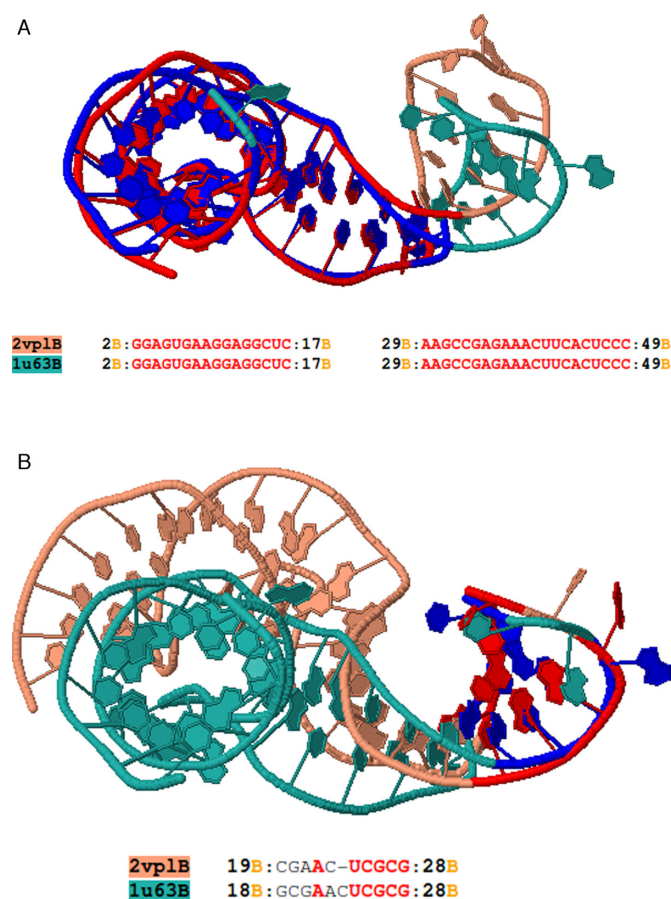 A
2vplB 2B:GGAGUGAAGGAGGCUC:17B 29B:AAGCCGAGAAACUUCACUCCC:49B
1u63B 2B:GGAGUGAAGGAGGCUC:17B 29B:AAGCCGAGAAACUUCACUCCC:49B
B
2vplB 19B:CGAAC-UCGCG:28B
1u63B 18B:GCGAACUCGCG:28B